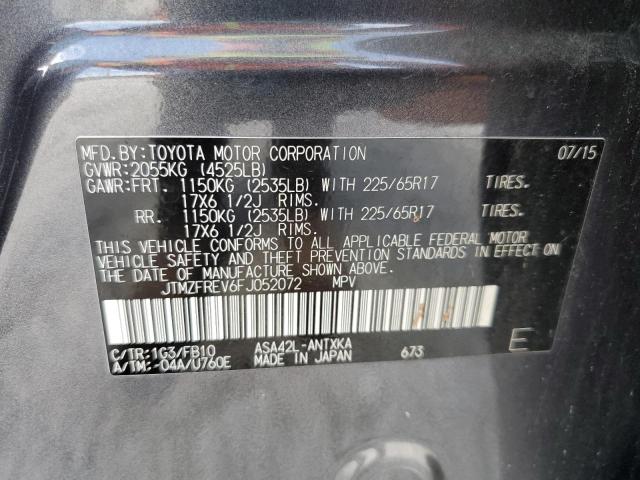 MFD.BY:TOYOTA MOTOR CORPORATION 07/15
GVWR:2055KG (4525LB)
GAWR:FRT. 1150KG (2535LB) WITH 225/65R17 TIRES.
17X6 1/2J RIMS.
RR. 1150KG (2535LB) WITH 225/65R17 TIRES.
17X6 1/2J RIMS.
THIS VEHICLE CONFORMS TO ALL APPLICABLE FEDERAL MOTOR
VEHICLE SAFETY AND THEFT PREVENTION STANDARDS IN EFFECT ON
THE DATE OF MANUFACTURE SHOWN ABOVE.
JTMZFREV6FJ052072 MPV
C/TR:1G3/FB10 ASA42L-ANTXKA
A/TM:-04A/U760E MADE IN JAPAN 673 E